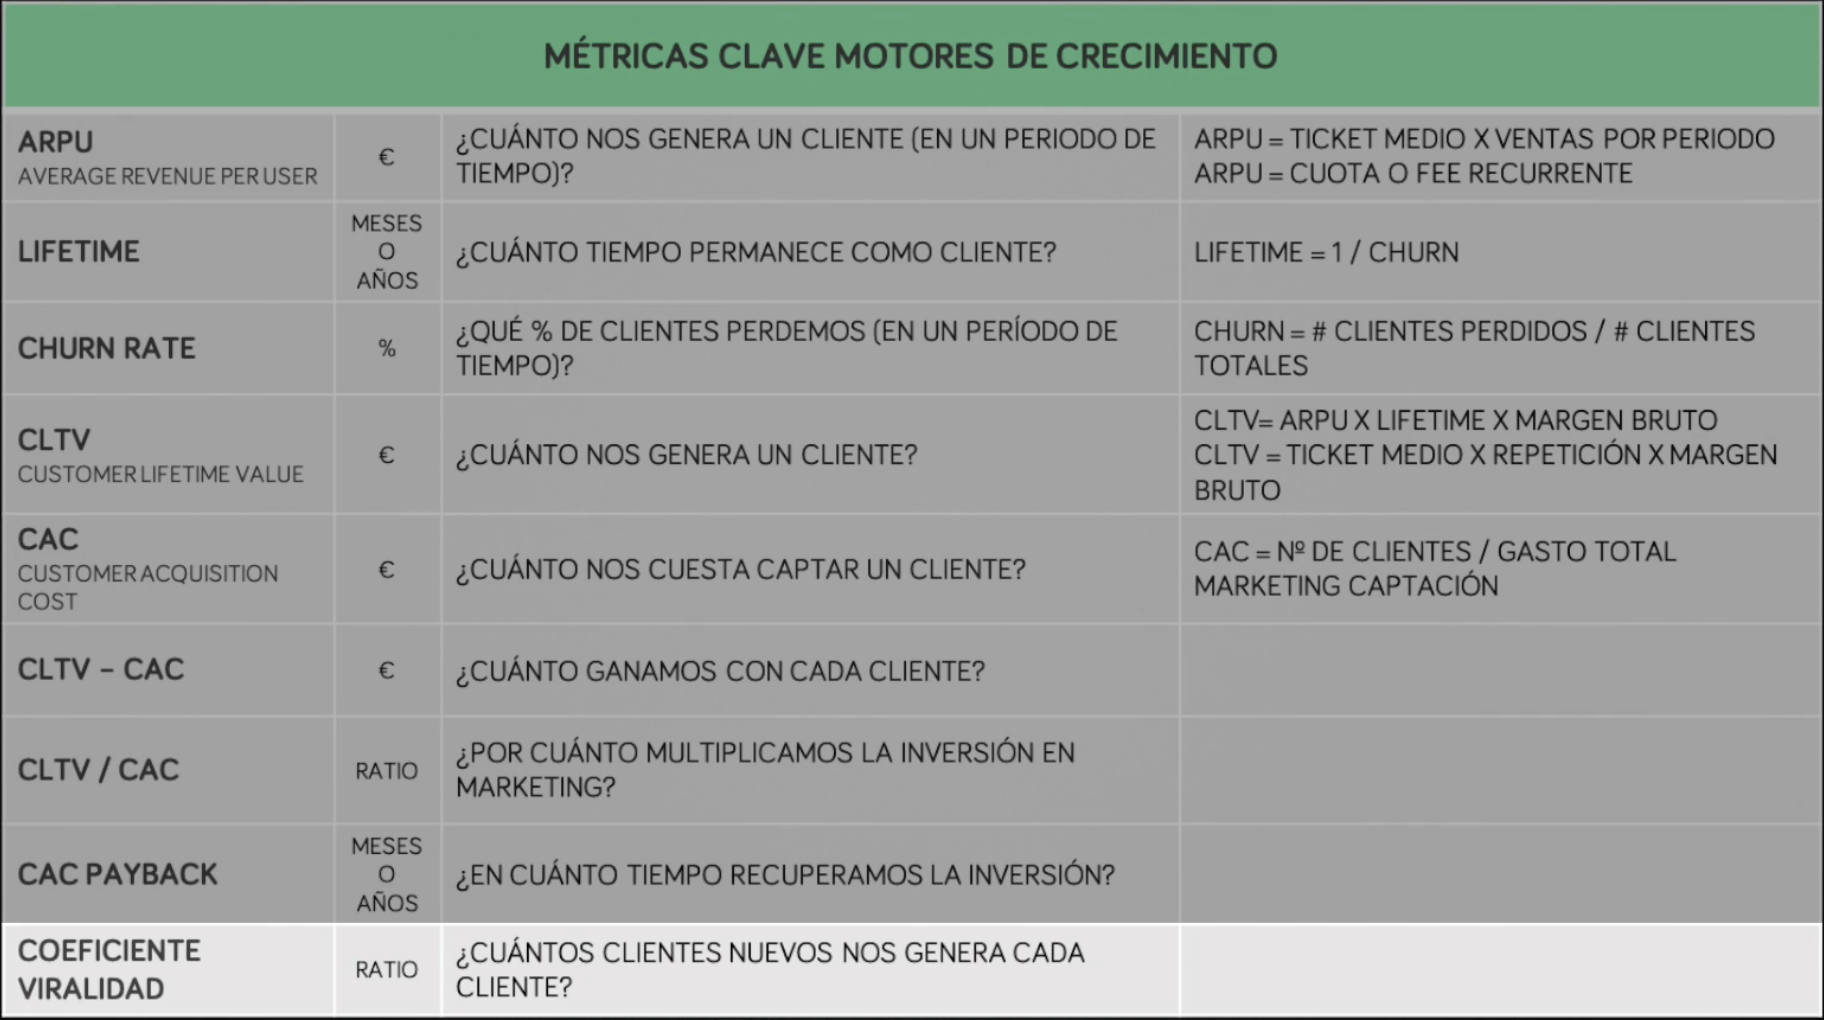 MÉTRICAS CLAVE MOTORES DE CRECIMIENTO
ARPU
AVERAGE REVENUE PER USER
€
¿CUÁNTO NOS GENERA UN CLIENTE (EN UN PERIODO DE
TIEMPO)?
ARPU = TICKET MEDIO X VENTAS POR PERIODO
ARPU = CUOTA O FEE RECURRENTE
LIFETIME
MESES
O
AÑOS
¿CUÁNTO TIEMPO PERMANECE COMO CLIENTE?
LIFETIME = 1 / CHURN
CHURN RATE
%
¿QUÉ % DE CLIENTES PERDEMOS (EN UN PERÍODO DE
TIEMPO)?
CHURN = # CLIENTES PERDIDOS / # CLIENTES
TOTALES
CLTV
CUSTOMER LIFETIME VALUE
€
¿CUÁNTO NOS GENERA UN CLIENTE?
CLTV= ARPU X LIFETIME X MARGEN BRUTO
CLTV = TICKET MEDIO X REPETICIÓN X MARGEN
BRUTO
CAC
CUSTOMER ACQUISITION
COST
€
¿CUÁNTO NOS CUESTA CAPTAR UN CLIENTE?
CAC = Nº DE CLIENTES / GASTO TOTAL
MARKETING CAPTACIÓN
CLTV – CAC
€
¿CUÁNTO GANAMOS CON CADA CLIENTE?
CLTV / CAC
RATIO
¿POR CUÁNTO MULTIPLICAMOS LA INVERSIÓN EN
MARKETING?
CAC PAYBACK
MESES
O
AÑOS
¿EN CUÁNTO TIEMPO RECUPERAMOS LA INVERSIÓN?
COEFICIENTE
VIRALIDAD
RATIO
¿CUÁNTOS CLIENTES NUEVOS NOS GENERA CADA
CLIENTE?